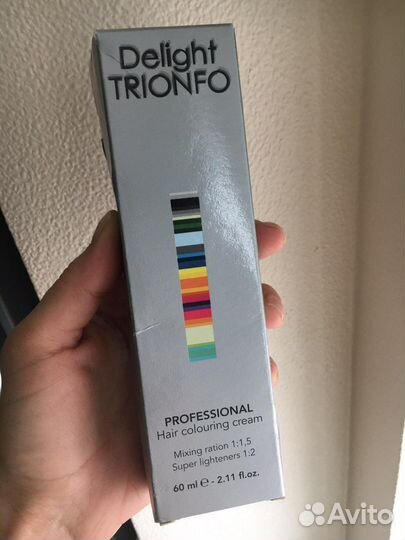 Delight
TRIONFO
PROFESSIONAL
Hair colouring cream
Mixing ration 1:1,5
Super lighteners 1:2
60 ml ℮ - 2.11 fl.oz.
Avito